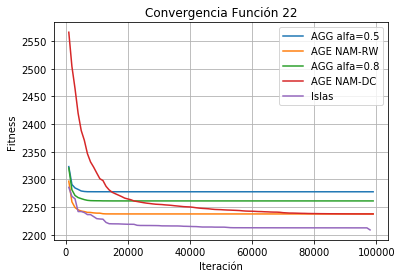 Convergencia Función 22
Fitness
2550
2500
2450
2400
2350
2300
2250
2200
AGG alfa=0.5
AGE NAM-RW
AGG alfa=0.8
AGE NAM-DC
Islas
0 20000 40000 60000 80000 100000
Iteración